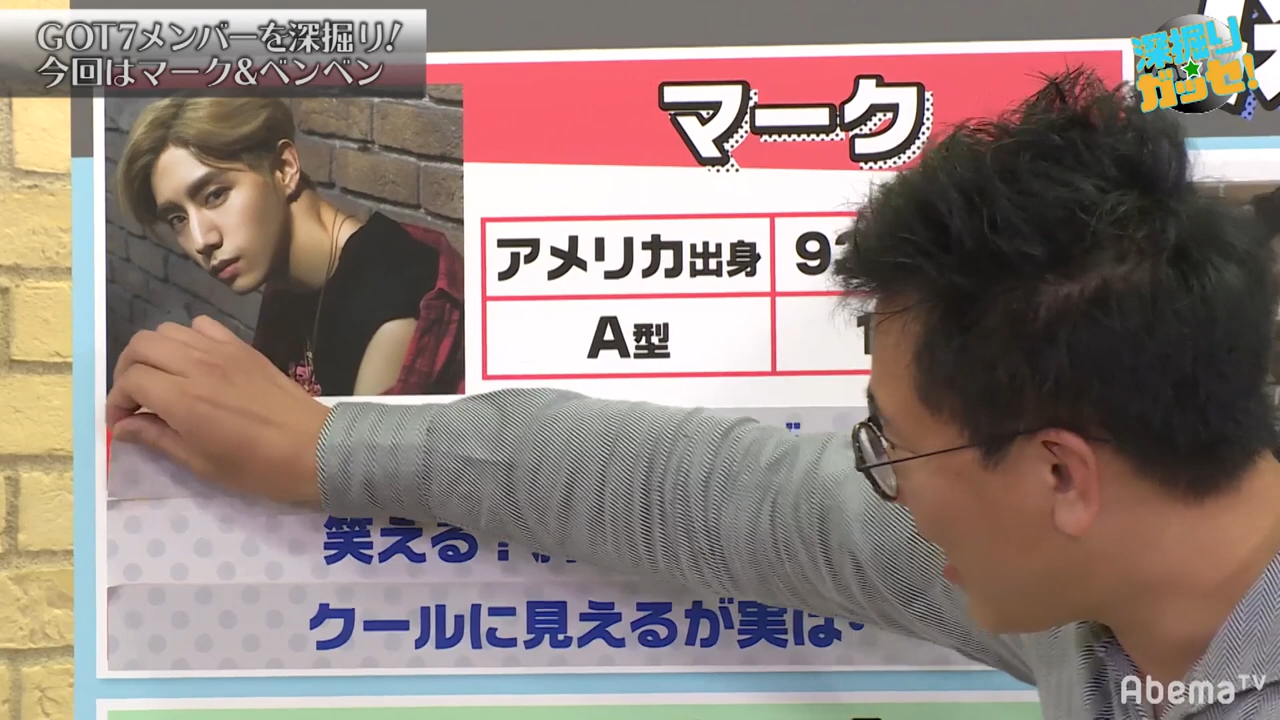 GOT7メンバーを深掘り!
今回はマーク&ベンベン
深掘り
ガッセ!
マーク
アメリカ出身
A型
笑える
クールに見えるが実は
AbemaTV